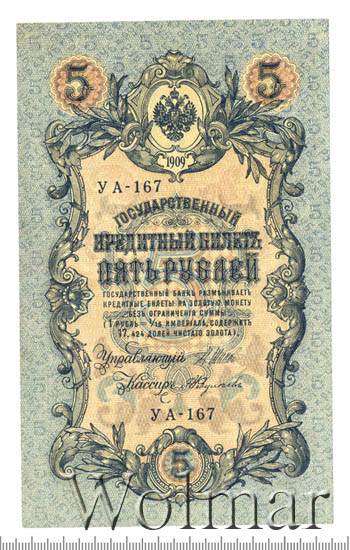 5 5
1909
УА-167
ГОСУДАРСТВЕННЫЙ
КРЕДИТНЫЙ БИЛЕТЪ
ПЯТЬ РУБЛЕЙ
ГОСУДАРСТВЕННЫЙ БАНКЪ РАЗМѢНИВАЕТЪ
КРЕДИТНЫЕ БИЛЕТЫ НА ЗОЛОТУЮ МОНЕТУ
БЕЗЪ ОГРАНИЧЕНІЯ СУММЫ
(1 РУБЛЬ = 1/15 ИМПЕРІАЛА, СОДЕРЖИТЪ
17,424 ДОЛЕЙ ЧИСТАГО ЗОЛОТА).
Управляющій
Кассиръ
УА-167
5
Wolmar